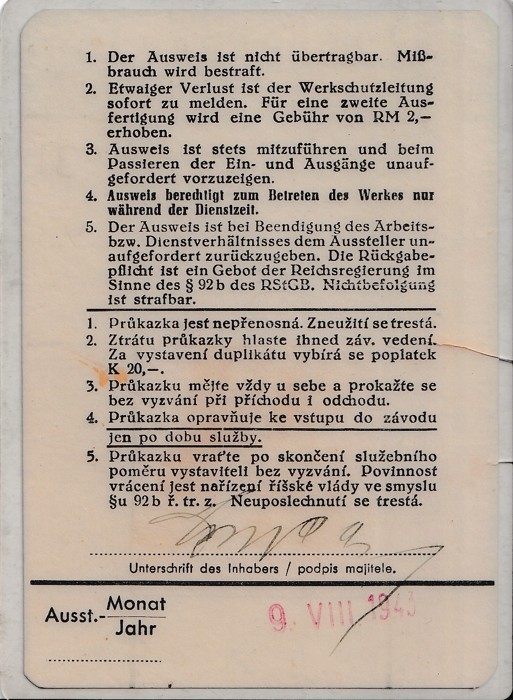 1. Der Ausweis ist nicht übertragbar. Miß-
brauch wird bestraft.
2. Etwaiger Verlust ist der Werkschutzleitung
sofort zu melden. Für eine zweite Aus-
fertigung wird eine Gebühr von RM 2,—
erhoben.
3. Ausweis ist stets mitzuführen und beim
Passieren der Ein- und Ausgänge unauf-
gefordert vorzuzeigen.
4. Ausweis berechtigt zum Betreten des Werkes nur
während der Dienstzeit.
5. Der Ausweis ist bei Beendigung des Arbeits-
bzw. Dienstverhältnisses dem Aussteller un-
aufgefordert zurückzugeben. Die Rückgabe-
pflicht ist ein Gebot der Reichsregierung im
Sinne des § 92 b des RStGB. Nichtbefolgung
ist strafbar.
1. Průkazka jest nepřenosná. Zneužití se trestá.
2. Ztrátu průkazky hlaste ihned záv. vedení.
Za vystavení duplikátu vybírá se poplatek
K 20,—.
3. Průkazku mějte vždy u sebe a prokažte se
bez vyzvání při příchodu i odchodu.
4. Průkazka opravňuje ke vstupu do závodu
jen po dobu služby.
5. Průkazku vraťte po skončení služebního
poměru vystaviteli bez vyzvání. Povinnost
vrácení jest nařízení říšské vlády ve smyslu
§u 92 b ř. tr. z. Neuposlechnutí se trestá.
Unterschrift des Inhabers / podpis majitele.
Ausst.- Monat
Jahr
9. VIII 1943